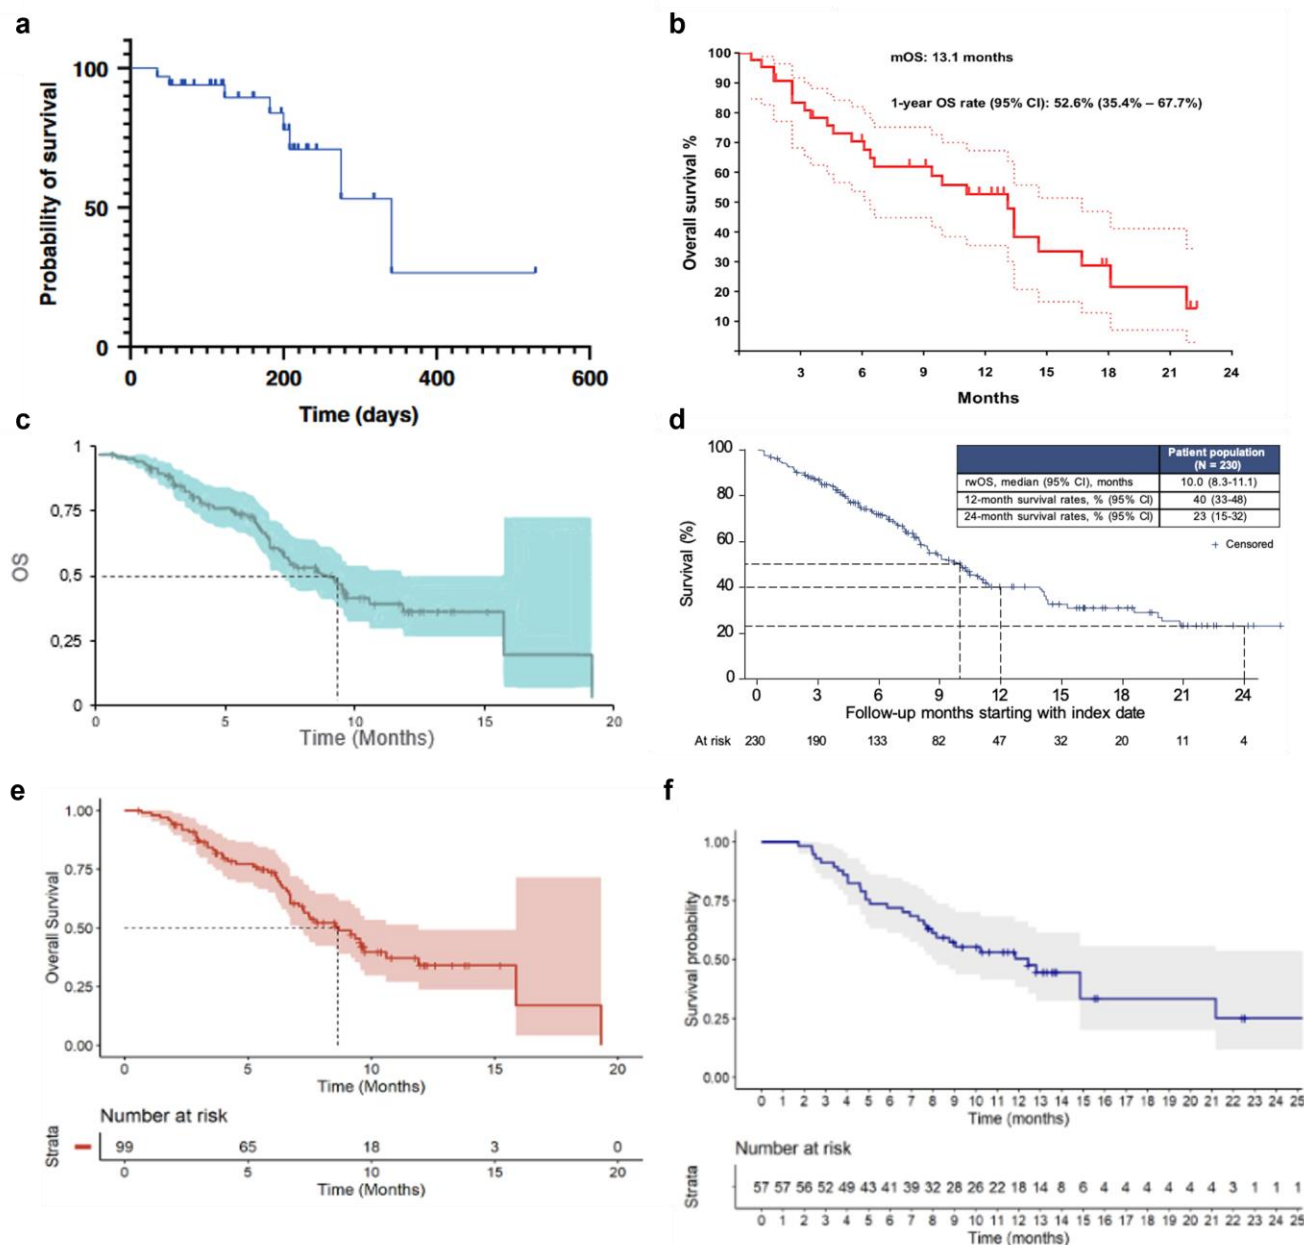 a
100
50
0
Probability of survival
0 200 400 600
Time (days)
b
mOS: 13.1 months
1-year OS rate (95% CI): 52.6% (35.4% – 67.7%)
100
90
80
70
60
50
40
30
20
10
Overall survival %
3 6 9 12 15 18 21 24
Months
c
1
0,75
0,5
0,25
0
OS
0 5 10 15 20
Time (Months)
d
100
80
60
40
20
0
Survival (%)
Patient population
(N = 230)
rwOS, median (95% CI), months 10.0 (8.3-11.1)
12-month survival rates, % (95% CI) 40 (33-48)
24-month survival rates, % (95% CI) 23 (15-32)
+ Censored
0 3 6 9 12 15 18 21 24
Follow-up months starting with index date
At risk 230 190 133 82 47 32 20 11 4
e
1.00
0.75
0.50
0.25
0.00
Overall Survival
0 5 10 15 20
Time (Months)
Number at risk
Strata
99 65 18 3 0
0 5 10 15 20
Time (Months)
f
1.00
0.75
0.50
0.25
0.00
Survival probability
0 1 2 3 4 5 6 7 8 9 10 11 12 13 14 15 16 17 18 19 20 21 22 23 24 25
Time (months)
Number at risk
Strata
57 57 56 52 49 43 41 39 32 28 26 22 18 14 8 6 4 4 4 4 4 4 3 1 1 1
0 1 2 3 4 5 6 7 8 9 10 11 12 13 14 15 16 17 18 19 20 21 22 23 24 25
Time (months)